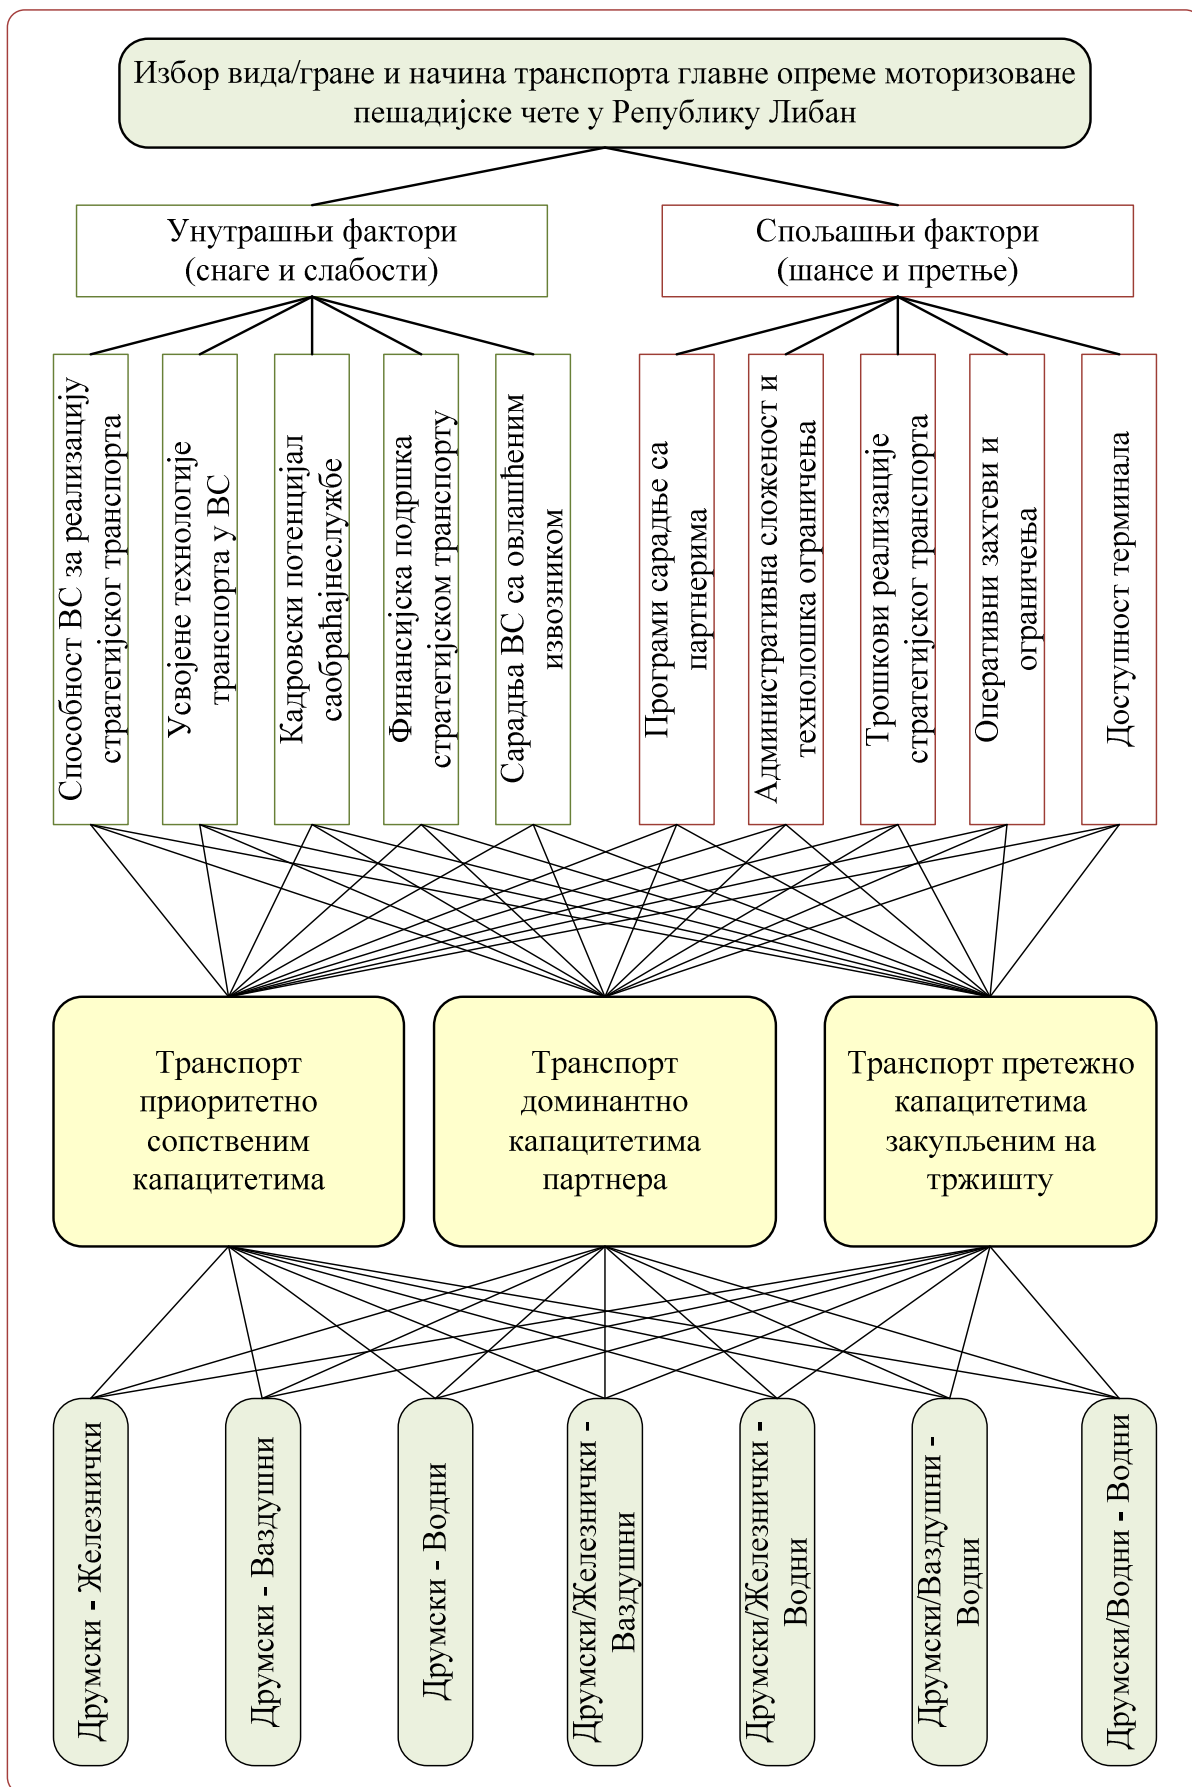 Избор вида/гране и начина транспорта главне опреме моторизоване
пешадијске чете у Републику Либан
Унутрашњи фактори
(снаге и слабости)
Спољашњи фактори
(шансе и претње)
Способност ВС за реализацију
стратегијског транспорта
Усвојене технологије
транспорта у ВС
Кадровски потенцијал
саобраћајнеслужбе
Финансијска подршка
стратегијском транспорту
Сарадња ВС са овлашћеним
извозником
Програми сарадње са
партнерима
Административна сложеност и
технолошка ограничења
Трошкови реализације
стратегијског транспорта
Оперативни захтеви и
ограничења
Доступност терминала
Транспорт
приоритетно
сопственим
капацитетима
Транспорт
доминантно
капацитетима
партнера
Транспорт претежно
капацитетима
закупљеним на
тржишту
Друмски - Железнички
Друмски - Ваздушни
Друмски - Водни
Друмски/Железнички -
Ваздушни
Друмски/Железнички -
Водни
Друмски/Ваздушни -
Водни
Друмски/Водни - Водни